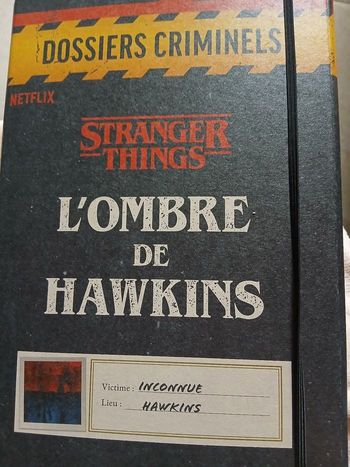 DOSSIERS CRIMINELS
NETFLIX
STRANGER
THINGS
L'OMBRE
DE
HAWKINS
Victime : INCONNUE
Lieu : HAWKINS